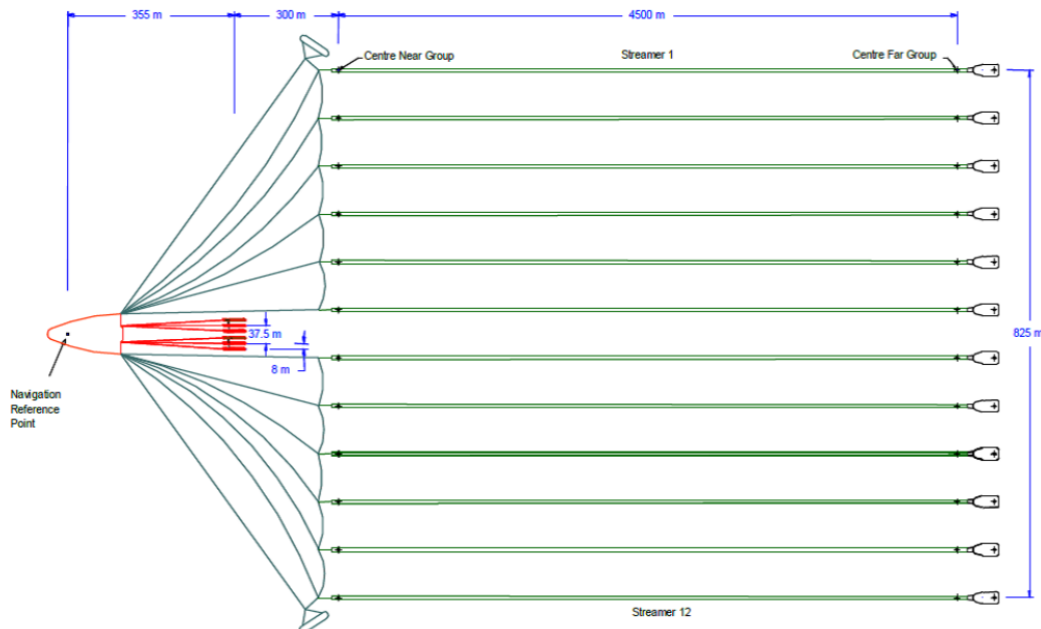 355 m
300 m
4500 m
Centre Near Group
Streamer 1
Centre Far Group
37.5 m
825 m
8 m
Navigation
Reference
Point
Streamer 12